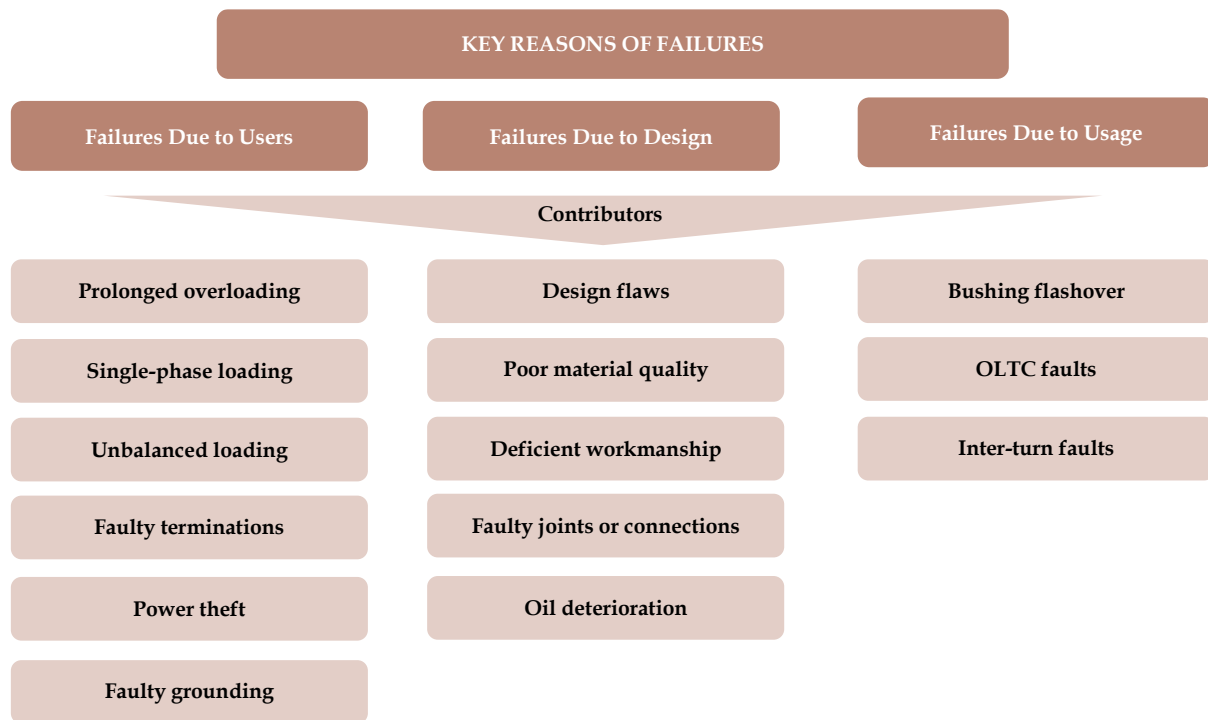 KEY REASONS OF FAILURES
Failures Due to Users
Failures Due to Design
Failures Due to Usage
Contributors
Prolonged overloading
Design flaws
Bushing flashover
Single-phase loading
Poor material quality
OLTC faults
Unbalanced loading
Deficient workmanship
Inter-turn faults
Faulty terminations
Faulty joints or connections
Power theft
Oil deterioration
Faulty grounding